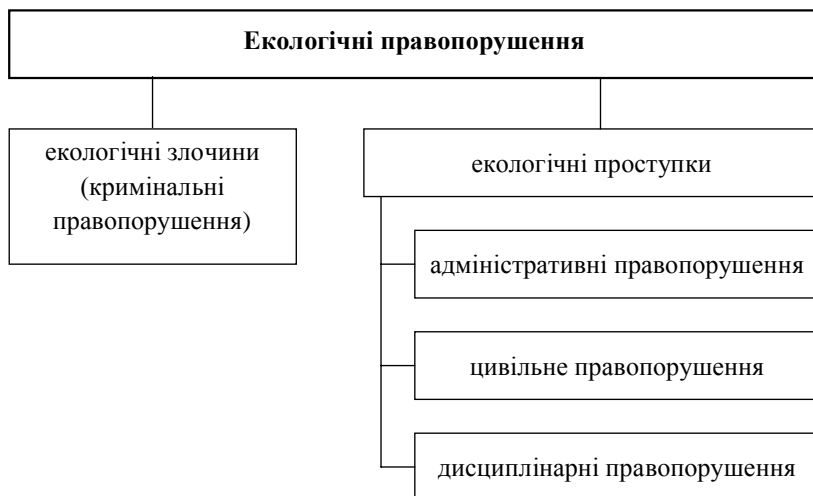 Екологічні правопорушення
екологічні злочини
(кримінальні
правопорушення)
екологічні проступки
адміністративні правопорушення
цивільне правопорушення
дисциплінарні правопорушення